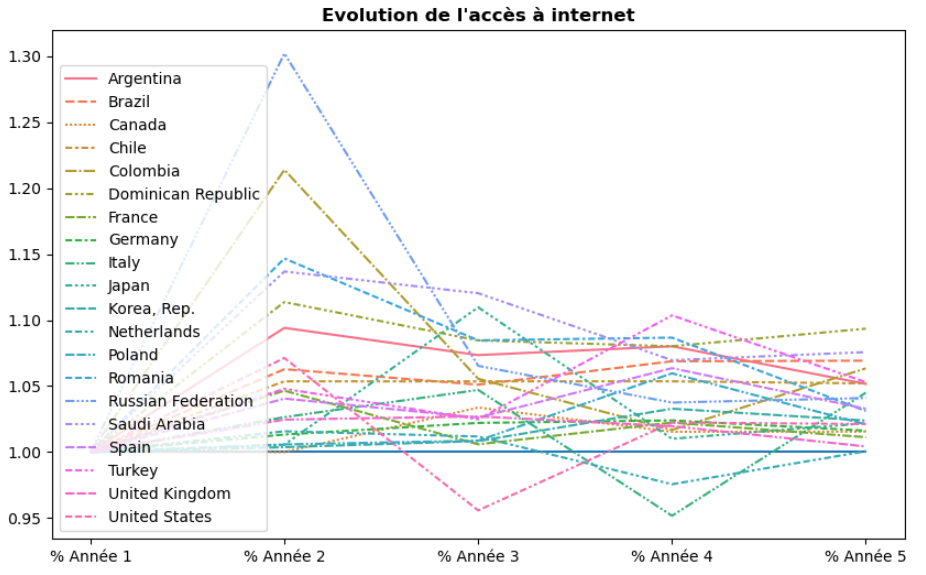 Evolution de l'accès à internet
1.30
1.25
1.20
1.15
1.10
1.05
1.00
0.95
Argentina
Brazil
Canada
Chile
Colombia
Dominican Republic
France
Germany
Italy
Japan
Korea, Rep.
Netherlands
Poland
Romania
Russian Federation
Saudi Arabia
Spain
Turkey
United Kingdom
United States
% Année 1 % Année 2 % Année 3 % Année 4 % Année 5